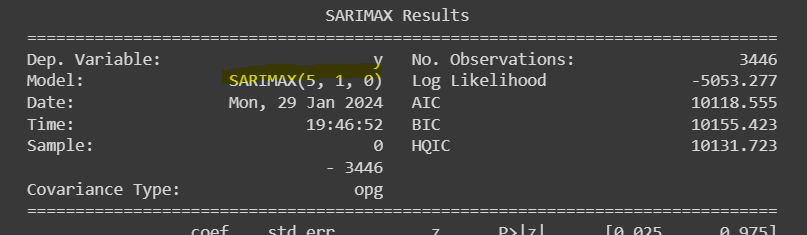 SARIMAX Results
==============================================================================
Dep. Variable: y No. Observations: 3446
Model: SARIMAX(5, 1, 0) Log Likelihood -5053.277
Date: Mon, 29 Jan 2024 AIC 10118.555
Time: 19:46:52 BIC 10155.423
Sample: 0 HQIC 10131.723
- 3446
Covariance Type: opg
==============================================================================
coef std err z P>|z| [0.025 0.975]